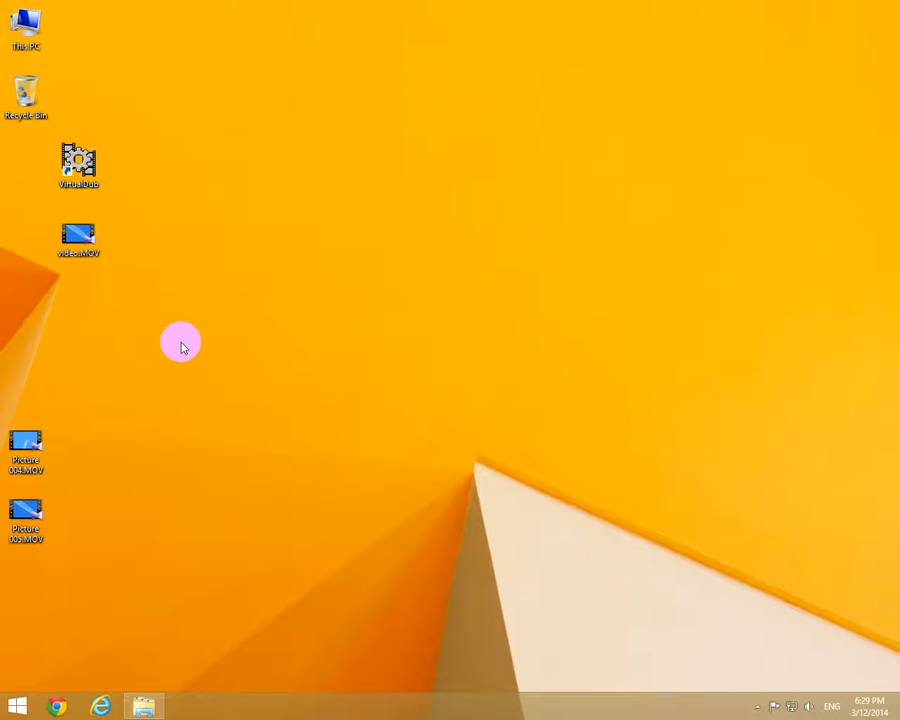 This PC
Recycle Bin
VirtualDub
video.MOV
Picture
004.MOV
Picture
005.MOV
ENG
6:29 PM
3/12/2014